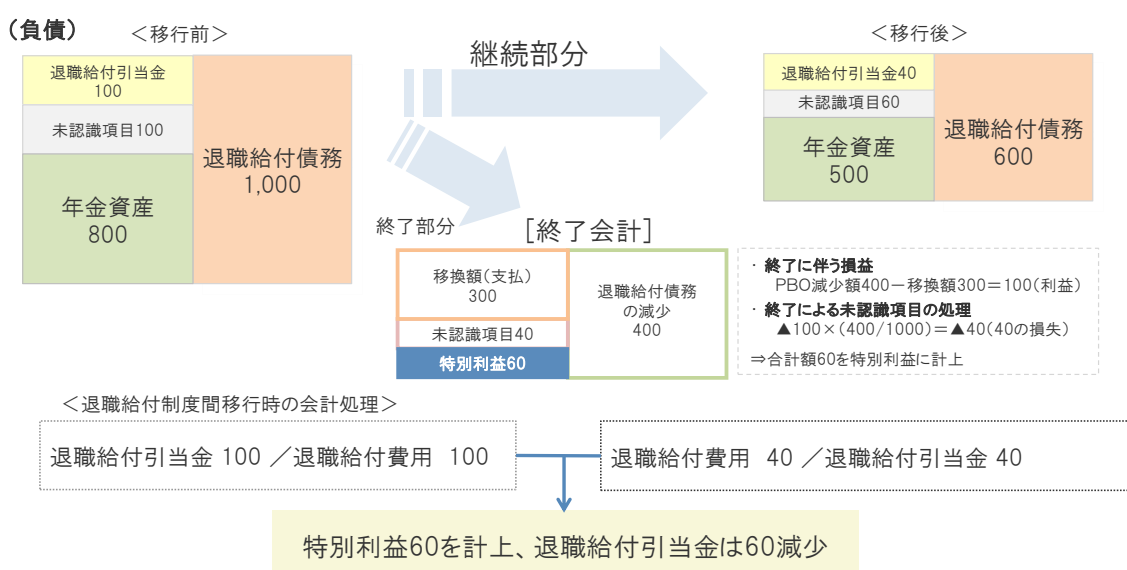 （負債）
＜移行前＞
退職給付引当金
100
未認識項目100
年金資産
800
退職給付債務
1,000
継続部分
＜移行後＞
退職給付引当金40
未認識項目60
年金資産
500
退職給付債務
600
終了部分
［終了会計］
移換額（支払）
300
未認識項目40
特別利益60
退職給付債務
の減少
400
・ 終了に伴う損益
PBO減少額400－移換額300＝100（利益）
・ 終了による未認識項目の処理
▲100×（400/1000）＝▲40（40の損失）
⇒合計額60を特別利益に計上
＜退職給付制度間移行時の会計処理＞
退職給付引当金 100 ／退職給付費用 100
退職給付費用 40 ／退職給付引当金 40
特別利益60を計上、退職給付引当金は60減少